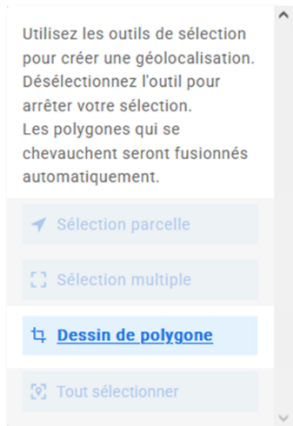 Utilisez les outils de sélection
pour créer une géolocalisation.
Désélectionnez l'outil pour
arrêter votre sélection.
Les polygones qui se
chevauchent seront fusionnés
automatiquement.
Sélection parcelle
Sélection multiple
Dessin de polygone
Tout sélectionner